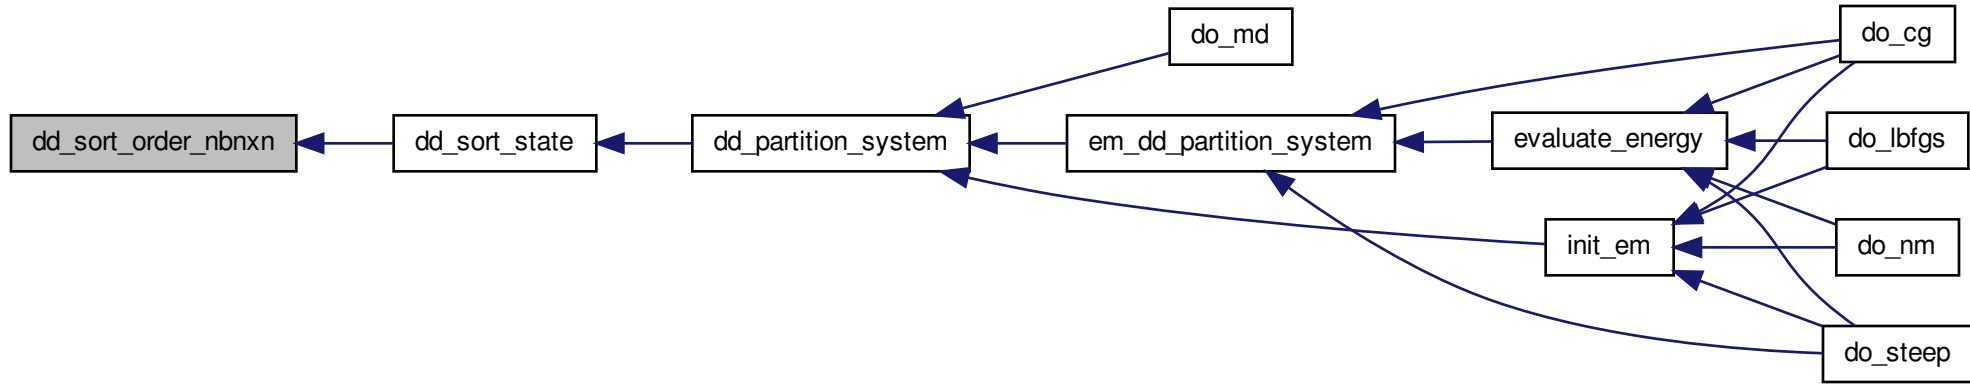 dd_sort_order_nbnxn
dd_sort_state
dd_partition_system
do_md
em_dd_partition_system
evaluate_energy
init_em
do_cg
do_lbfgs
do_nm
do_steep